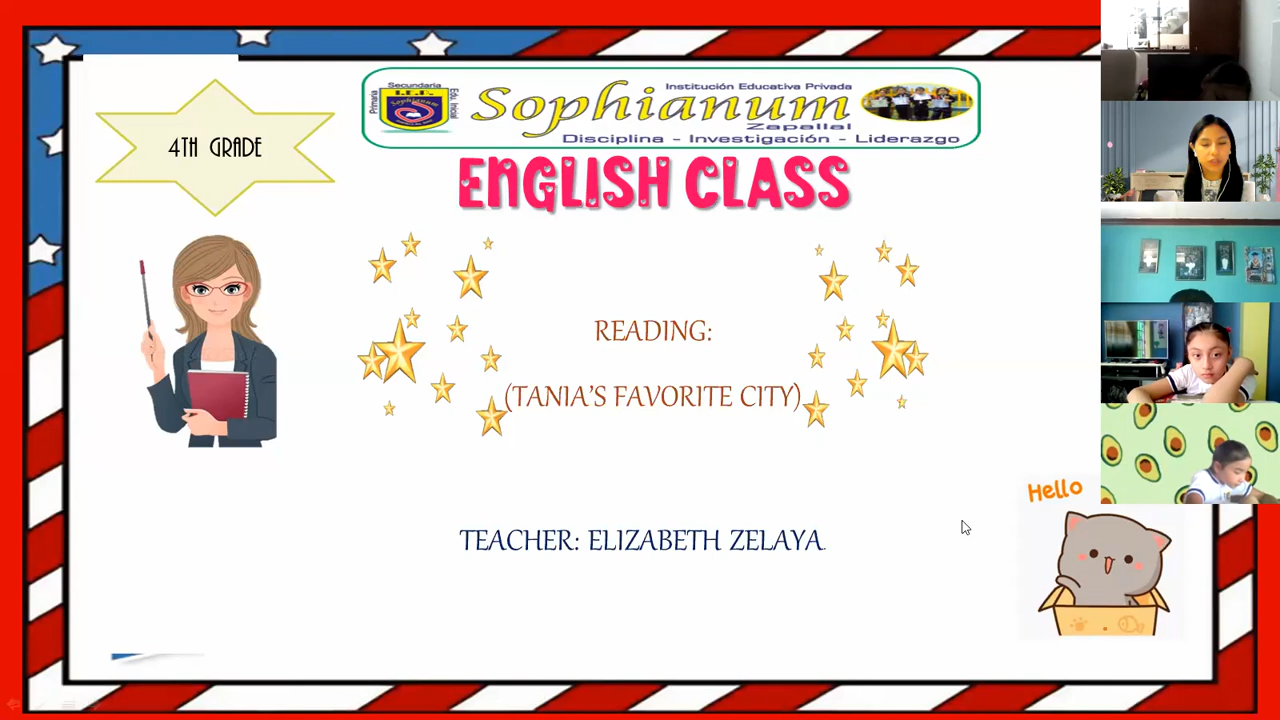 4TH GRADE
Secundaria
Primaria
I.E.P.
Sophianum
Edu. Inicial
Sophianum
Institución Educativa Privada
Zapallal
Disciplina - Investigación - Liderazgo
ENGLISH CLASS
READING:
(TANIA'S FAVORITE CITY)
Hello
TEACHER: ELIZABETH ZELAYA.